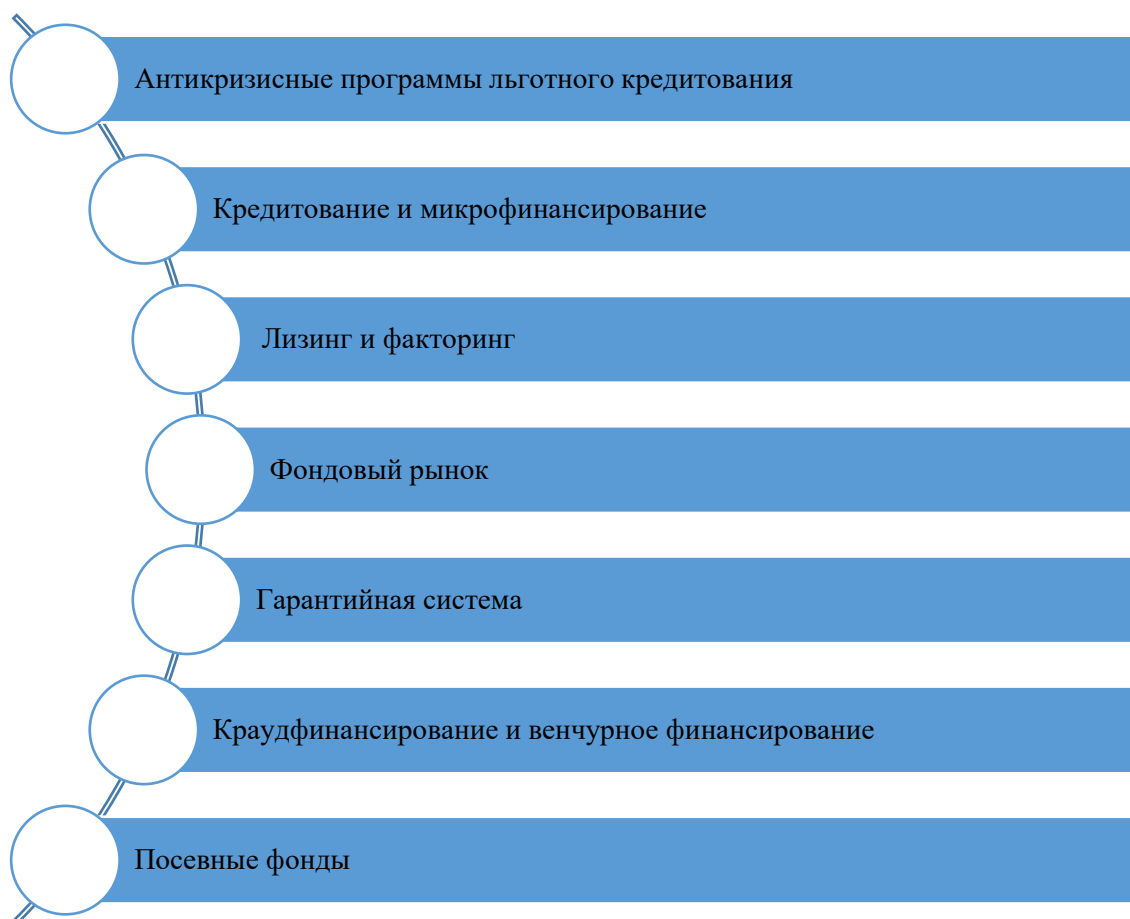 Антикризисные программы льготного кредитования
Кредитование и микрофинансирование
Лизинг и факторинг
Фондовый рынок
Гарантийная система
Краудфинансирование и венчурное финансирование
Посевные фонды